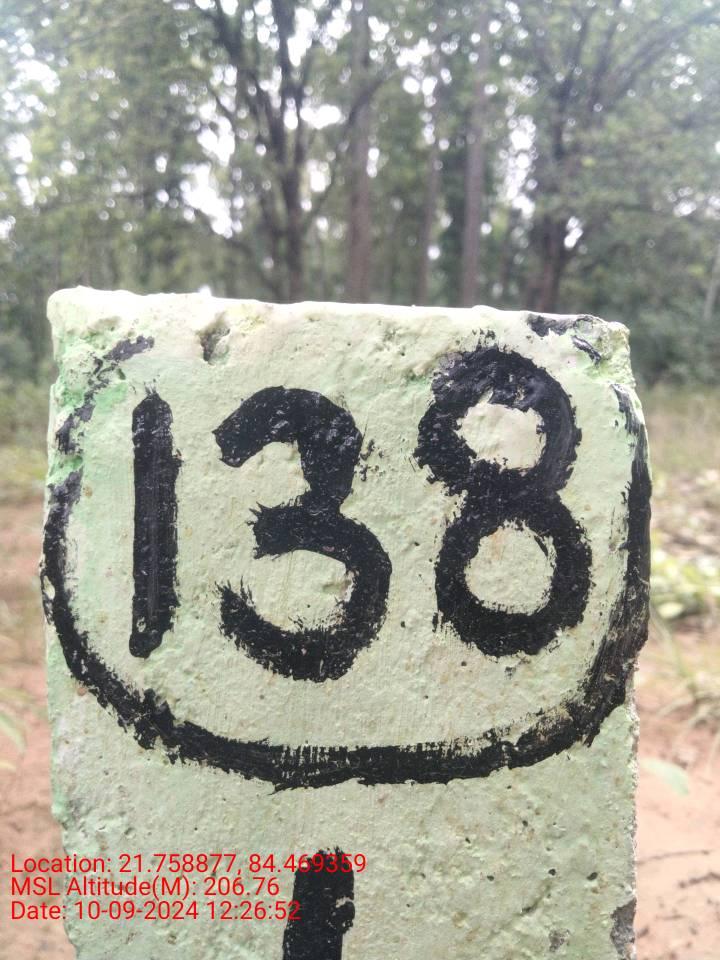 138
Location: 21.758877, 84.469359
MSL Altitude(M): 206.76
Date: 10-09-2024 12:26:52